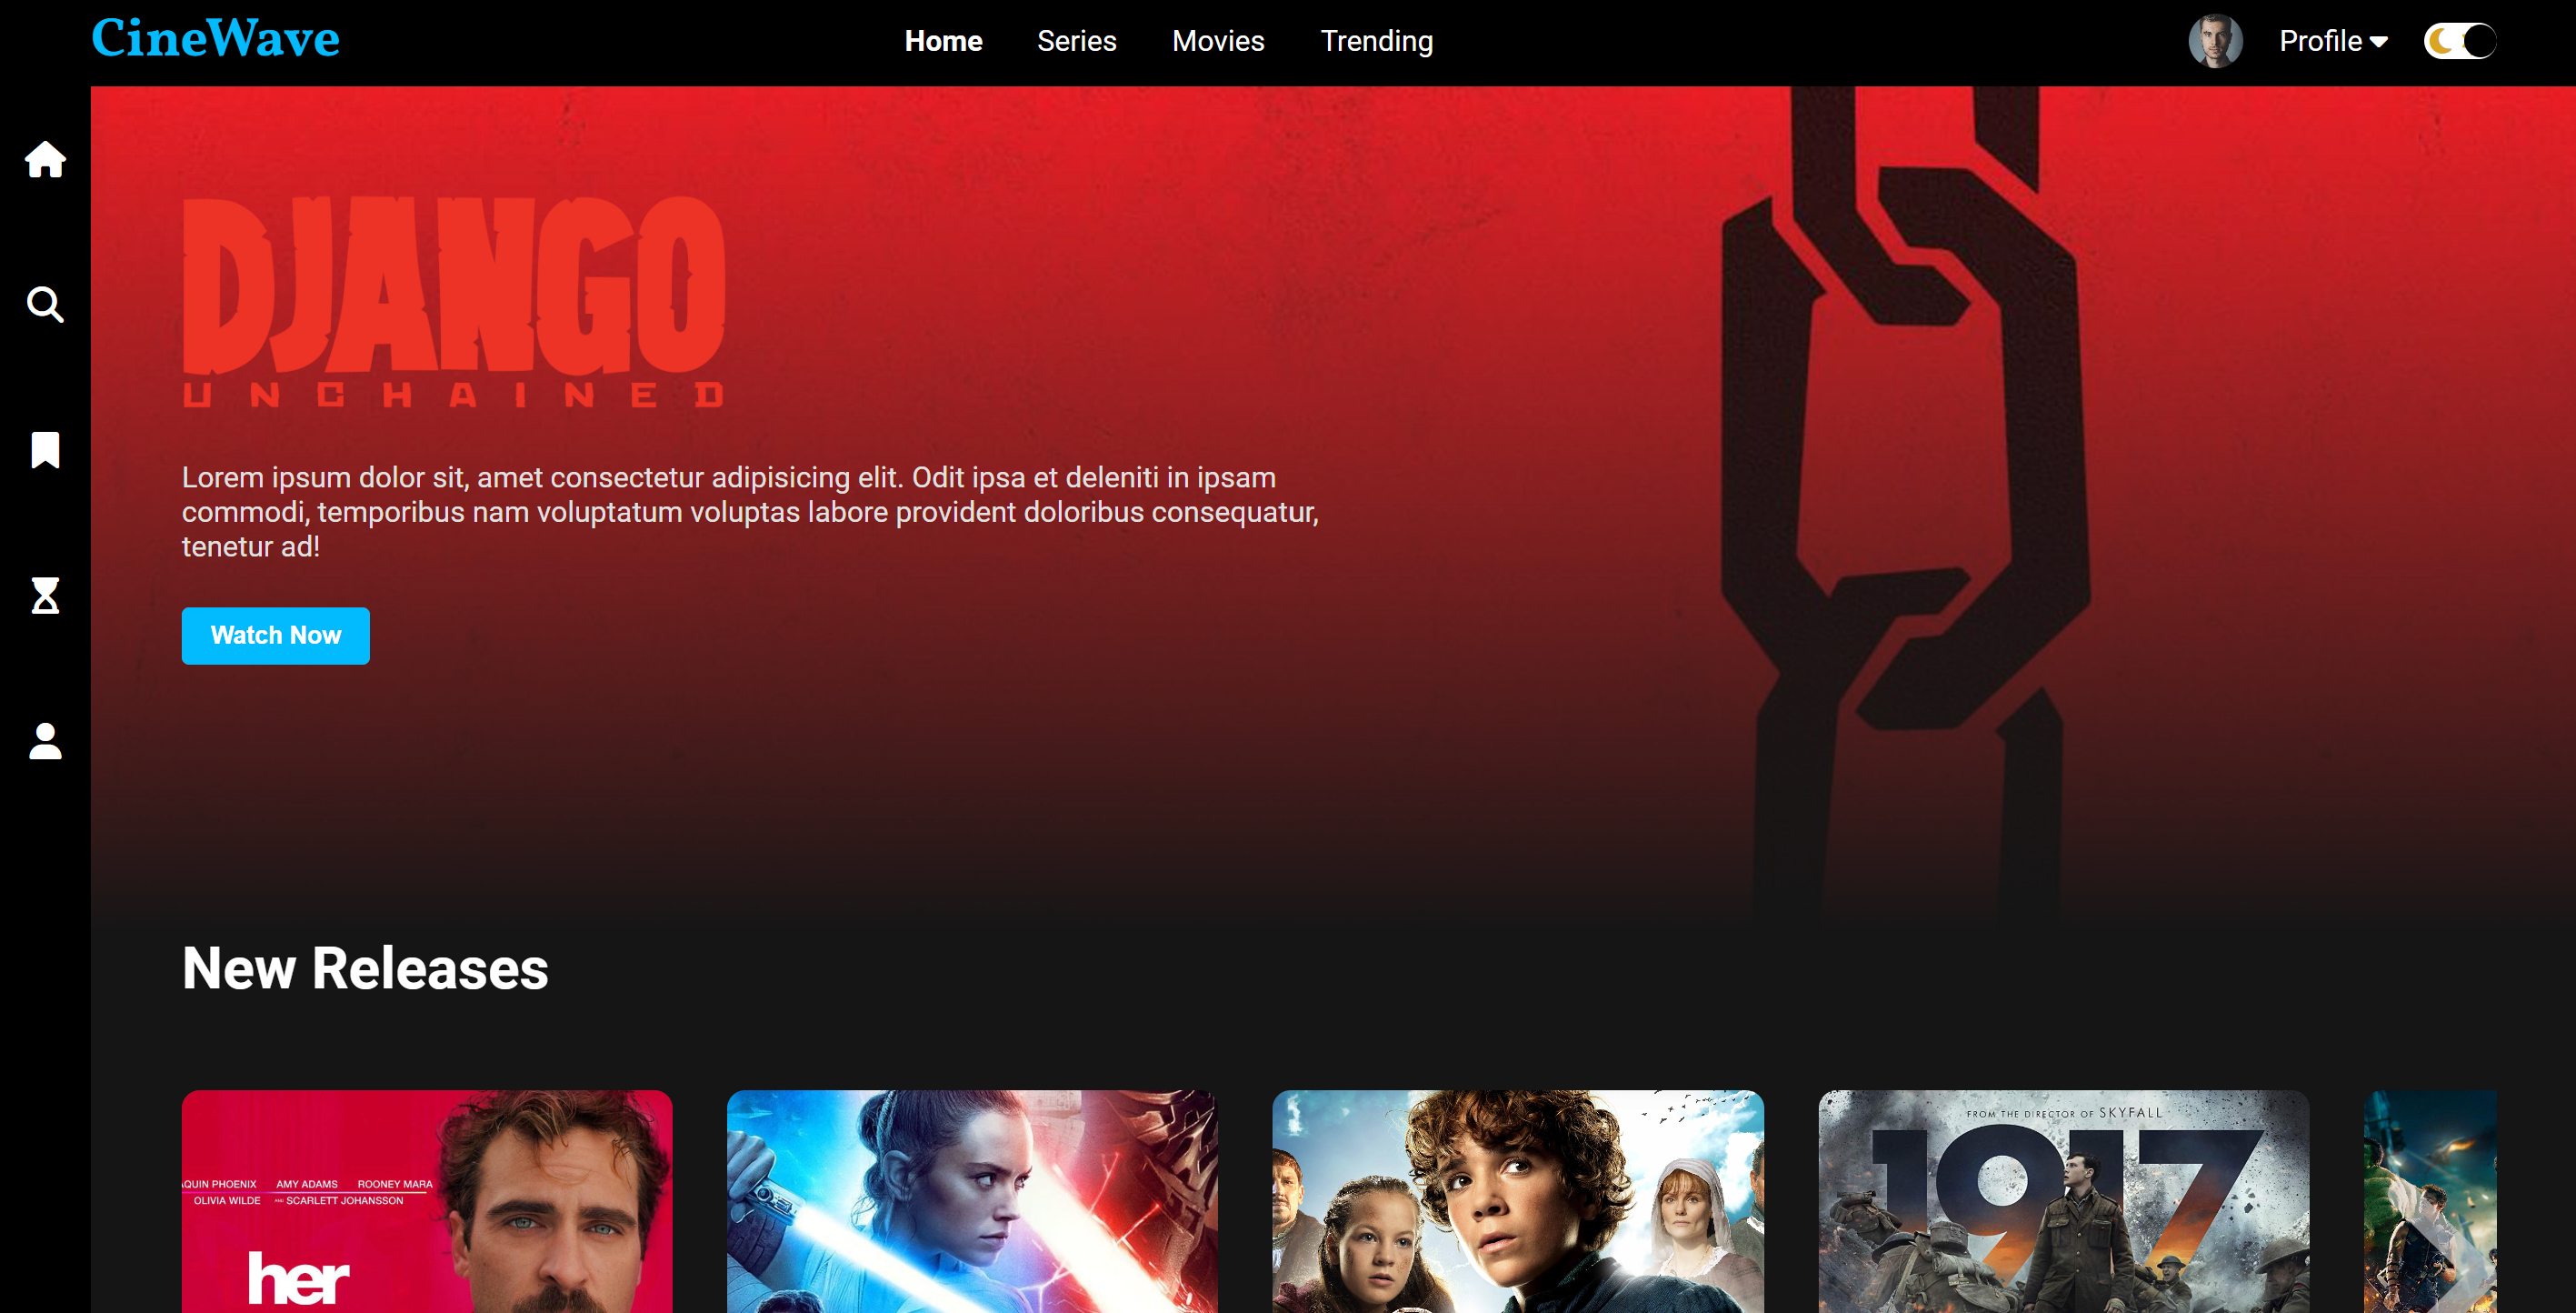 CineWave
Home Series Movies Trending
Profile
DJANGO
UNCHAINED
Lorem ipsum dolor sit, amet consectetur adipisicing elit. Odit ipsa et deleniti in ipsam
commodi, temporibus nam voluptatum voluptas labore provident doloribus consequatur,
tenetur ad!
Watch Now
New Releases
AQUIN PHOENIX AMY ADAMS ROONEY MARA
OLIVIA WILDE AND SCARLETT JOHANSSON
her
FROM THE DIRECTOR OF SKYFALL
1917